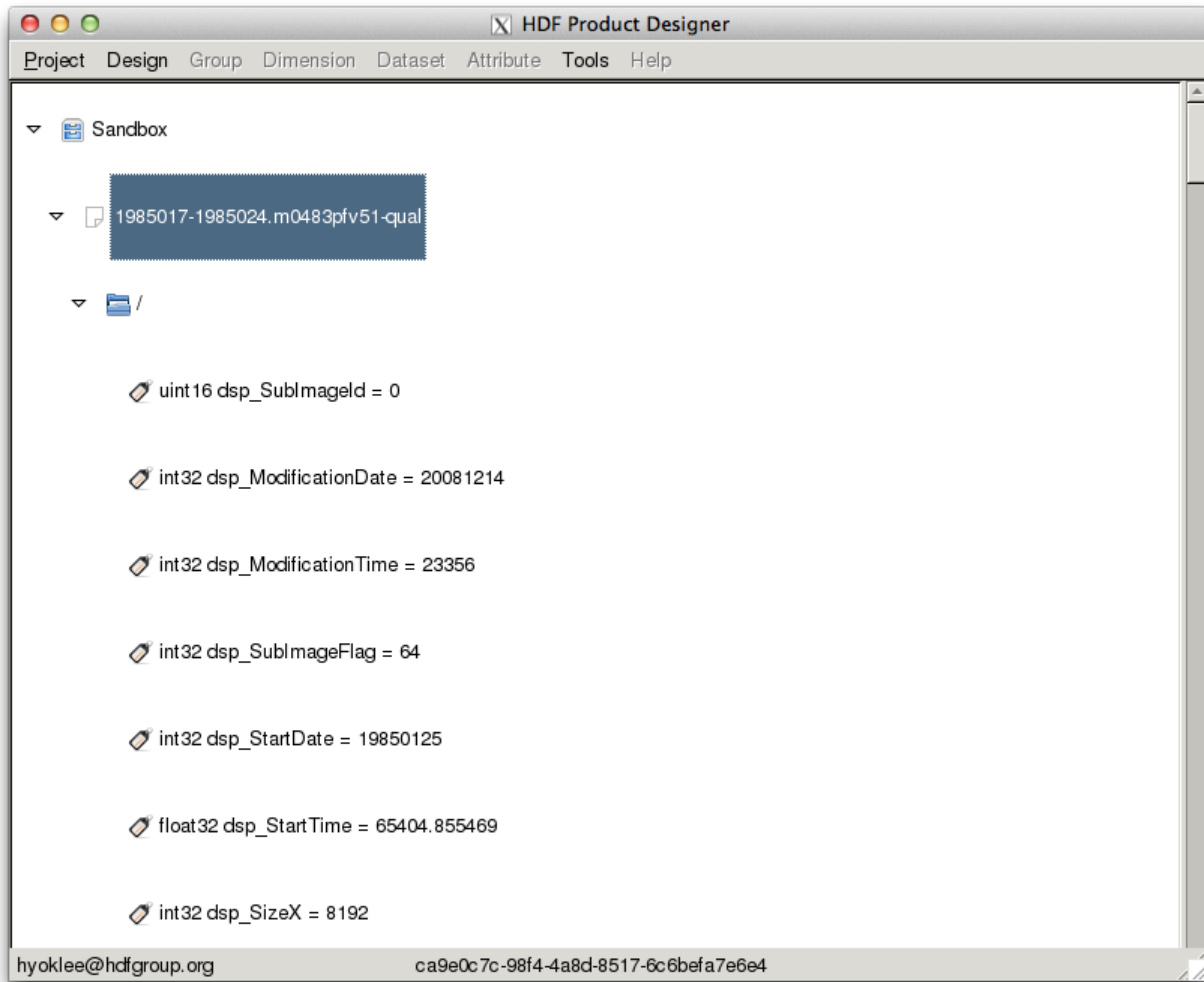 HDF Product Designer
Project Design Group Dimension Dataset Attribute Tools Help
Sandbox
1985017-1985024.m0483pfv51-qual
/
uint16 dsp_SubImageId = 0
int32 dsp_ModificationDate = 20081214
int32 dsp_ModificationTime = 23356
int32 dsp_SubImageFlag = 64
int32 dsp_StartDate = 19850125
float32 dsp_StartTime = 65404.855469
int32 dsp_SizeX = 8192
hyoklee@hdfgroup.org ca9e0c7c-98f4-4a8d-8517-6c6befa7e6e4